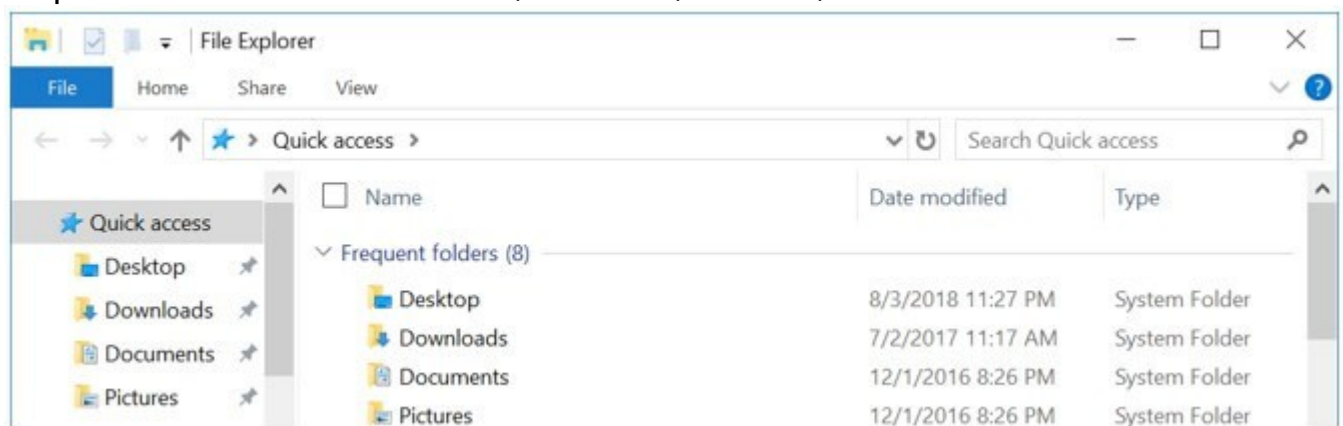 File Explorer
File Home Share View ?
Quick access > Search Quick access
Name Date modified Type
Quick access
Frequent folders (8)
Desktop
Desktop 8/3/2018 11:27 PM System Folder
Downloads
Downloads 7/2/2017 11:17 AM System Folder
Documents
Documents 12/1/2016 8:26 PM System Folder
Pictures
Pictures 12/1/2016 8:26 PM System Folder